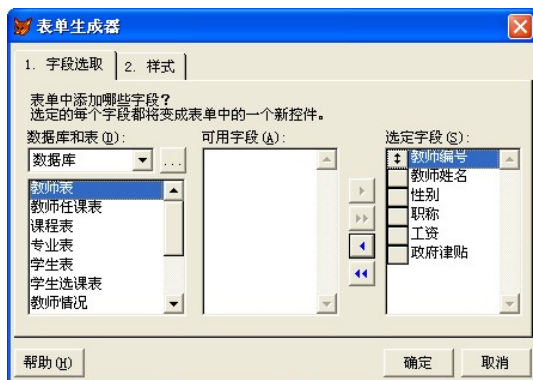 表单生成器
1. 字段选取
2. 样式
表单中添加哪些字段？
选定的每个字段都将变成表单中的一个新控件。
数据库和表(D):
可用字段(A):
选定字段(S):
数据库
...
教师表
教师任课表
课程表
专业表
学生表
学生选课表
教师情况
教师编号
教师姓名
性别
职称
工资
政府津贴
帮助(H)
确定
取消